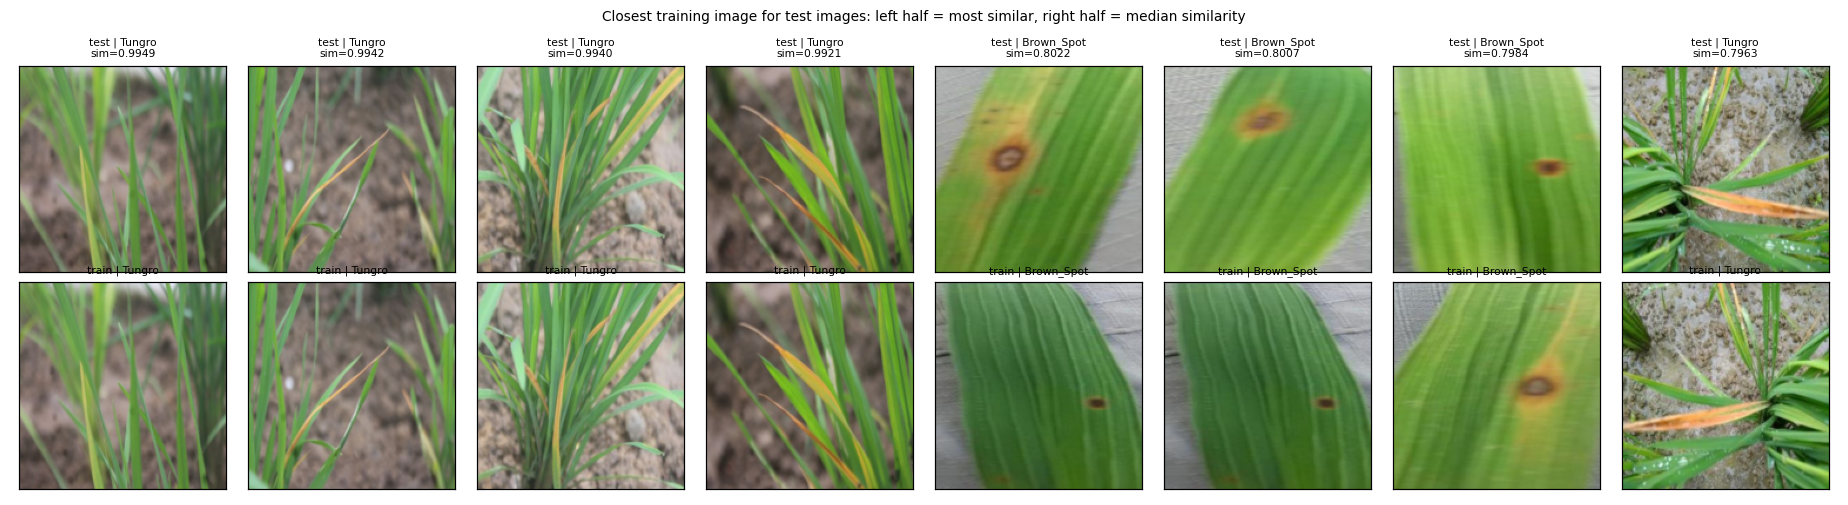 Closest training image for test images: left half = most similar, right half = median similarity
test | Tungro
sim=0.9949
test | Tungro
sim=0.9942
test | Tungro
sim=0.9940
test | Tungro
sim=0.9921
test | Brown_Spot
sim=0.8022
test | Brown_Spot
sim=0.8007
test | Brown_Spot
sim=0.7984
test | Tungro
sim=0.7963
train | Tungro
train | Tungro
train | Tungro
train | Tungro
train | Brown_Spot
train | Brown_Spot
train | Brown_Spot
train | Tungro